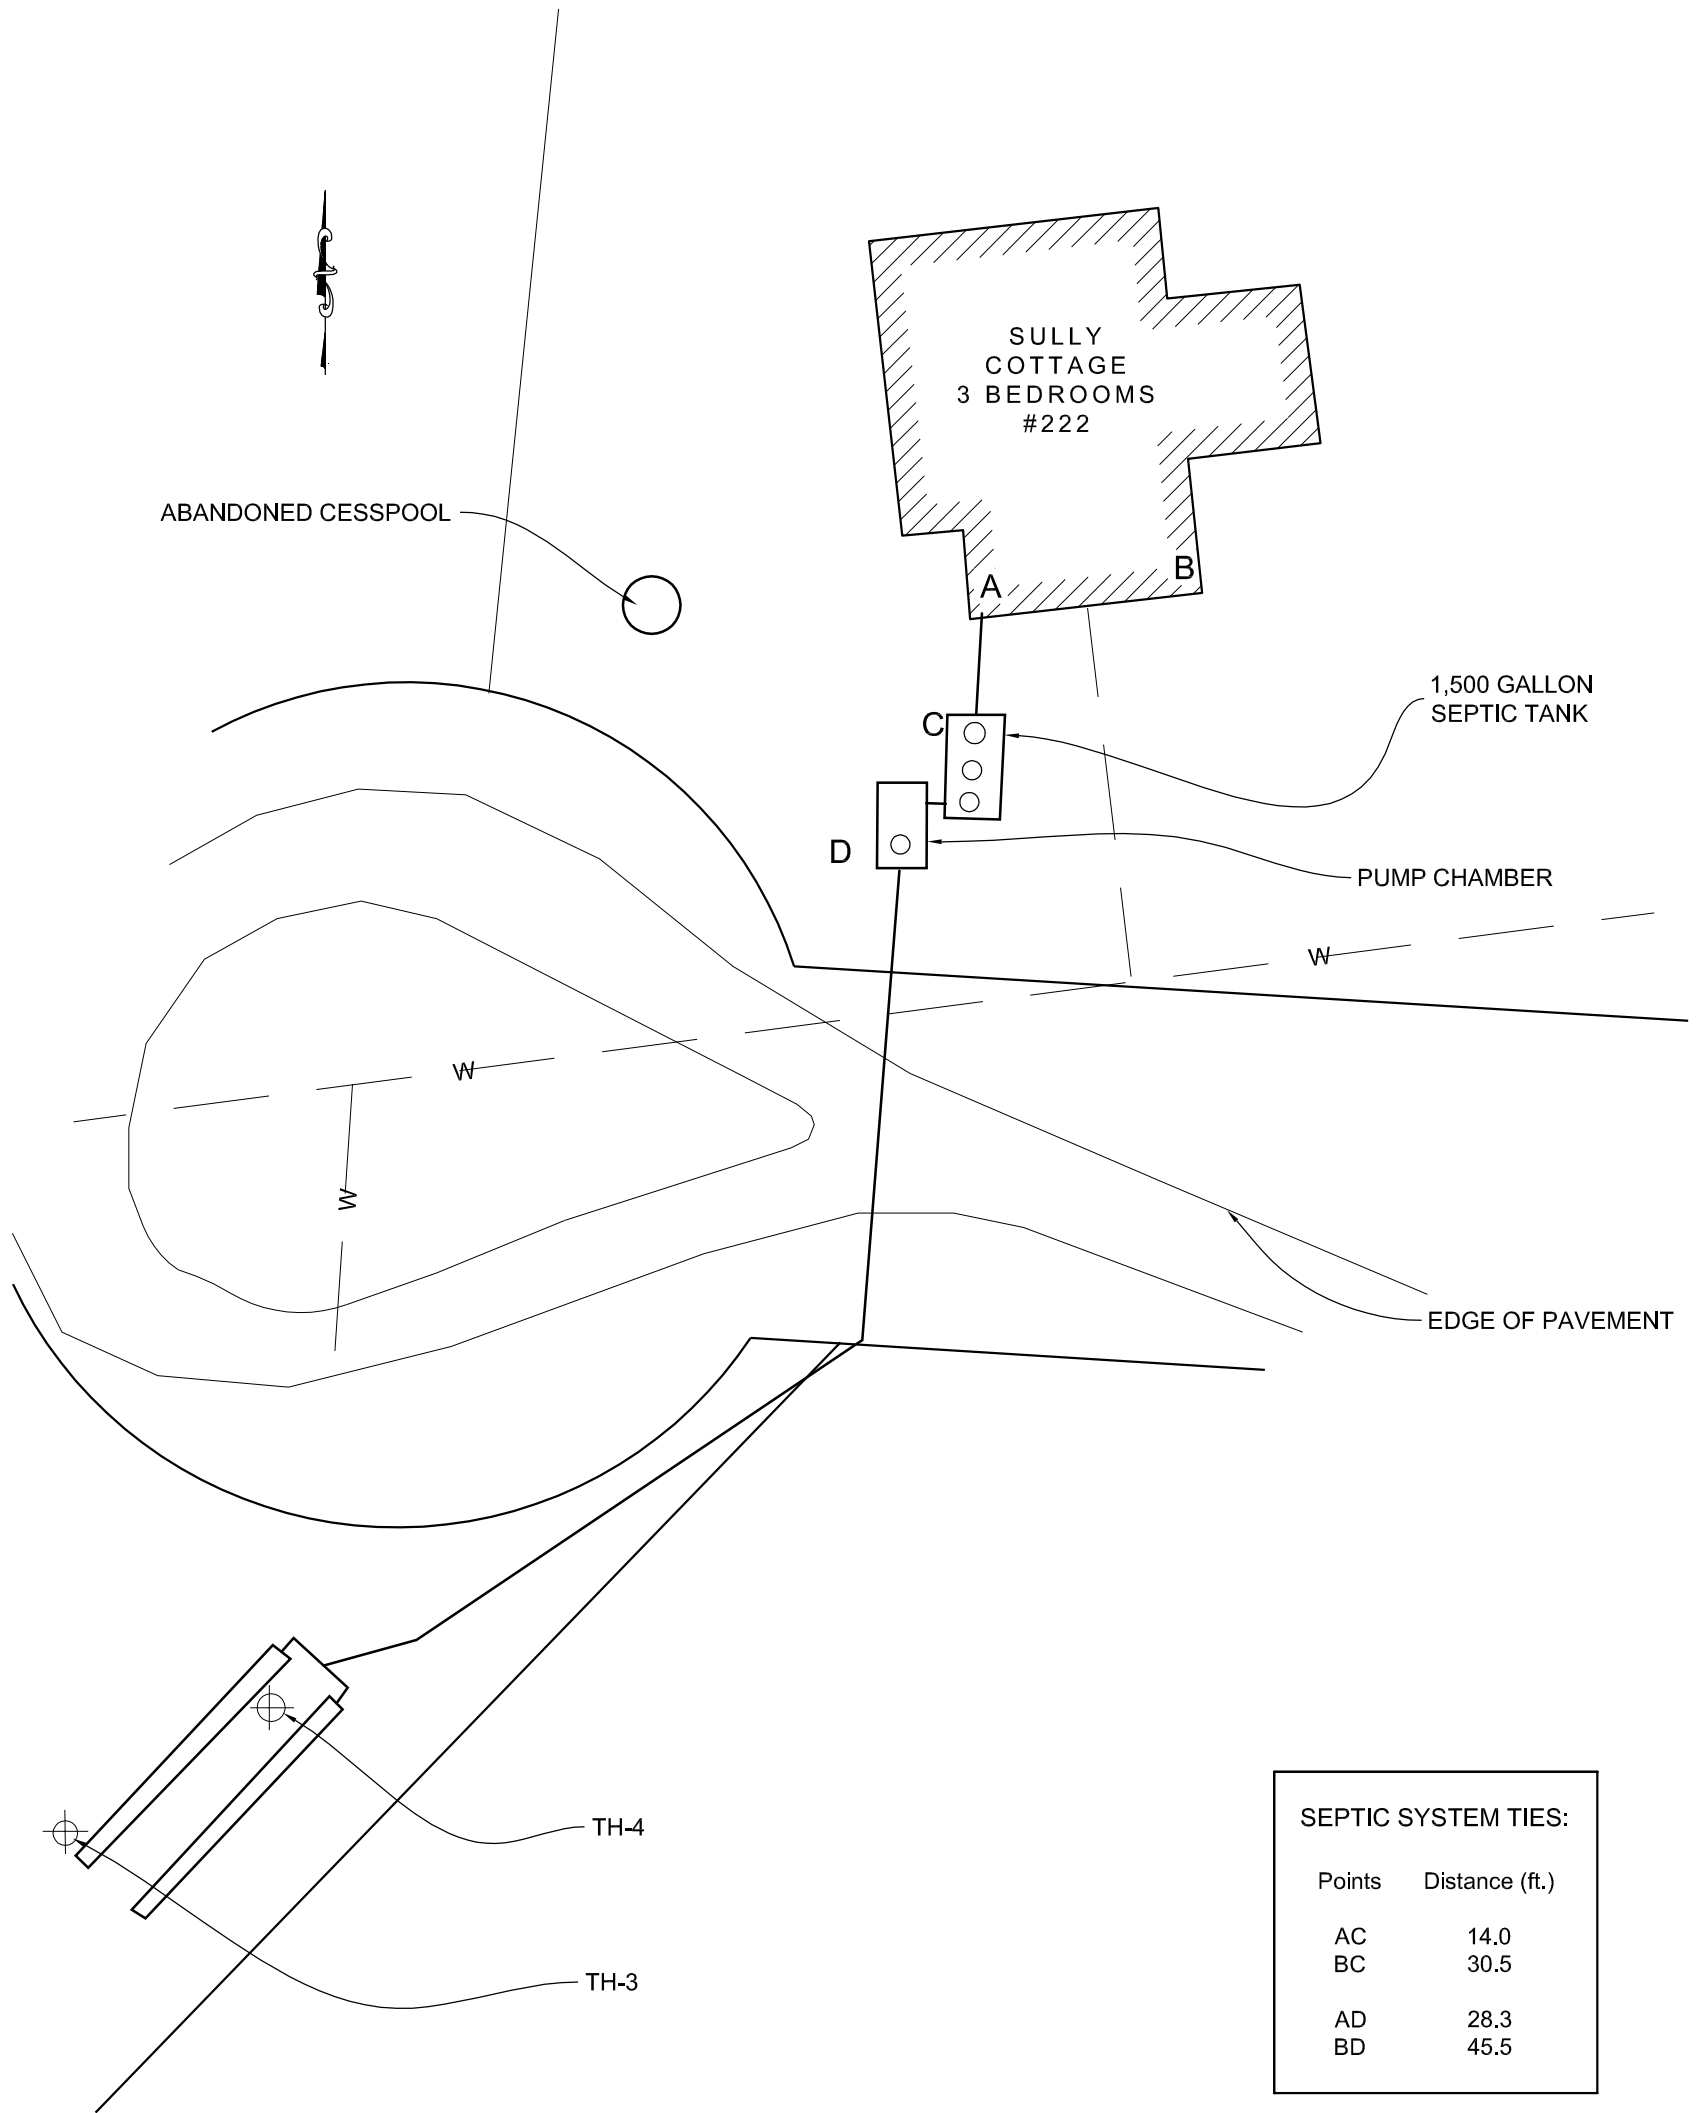 SULLY
COTTAGE
3 BEDROOMS
#222
ABANDONED CESSPOOL
A
B
1,500 GALLON
SEPTIC TANK
C
D
PUMP CHAMBER
W
W
W
EDGE OF PAVEMENT
TH-4
TH-3
SEPTIC SYSTEM TIES:
Points Distance (ft.)
AC 14.0
BC 30.5
AD 28.3
BD 45.5